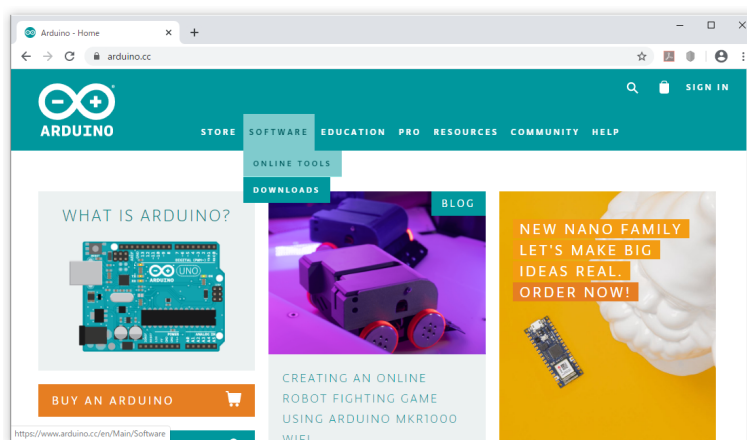 Arduino - Home
arduino.cc
SIGN IN
ARDUINO
STORE SOFTWARE EDUCATION PRO RESOURCES COMMUNITY HELP
ONLINE TOOLS
DOWNLOADS
WHAT IS ARDUINO?
UNO
ARDUINO
BUY AN ARDUINO
BLOG
CREATING AN ONLINE
ROBOT FIGHTING GAME
USING ARDUINO MKR1000
WIFI
NEW NANO FAMILY
LET'S MAKE BIG
IDEAS REAL.
ORDER NOW!
https://www.arduino.cc/en/Main/Software